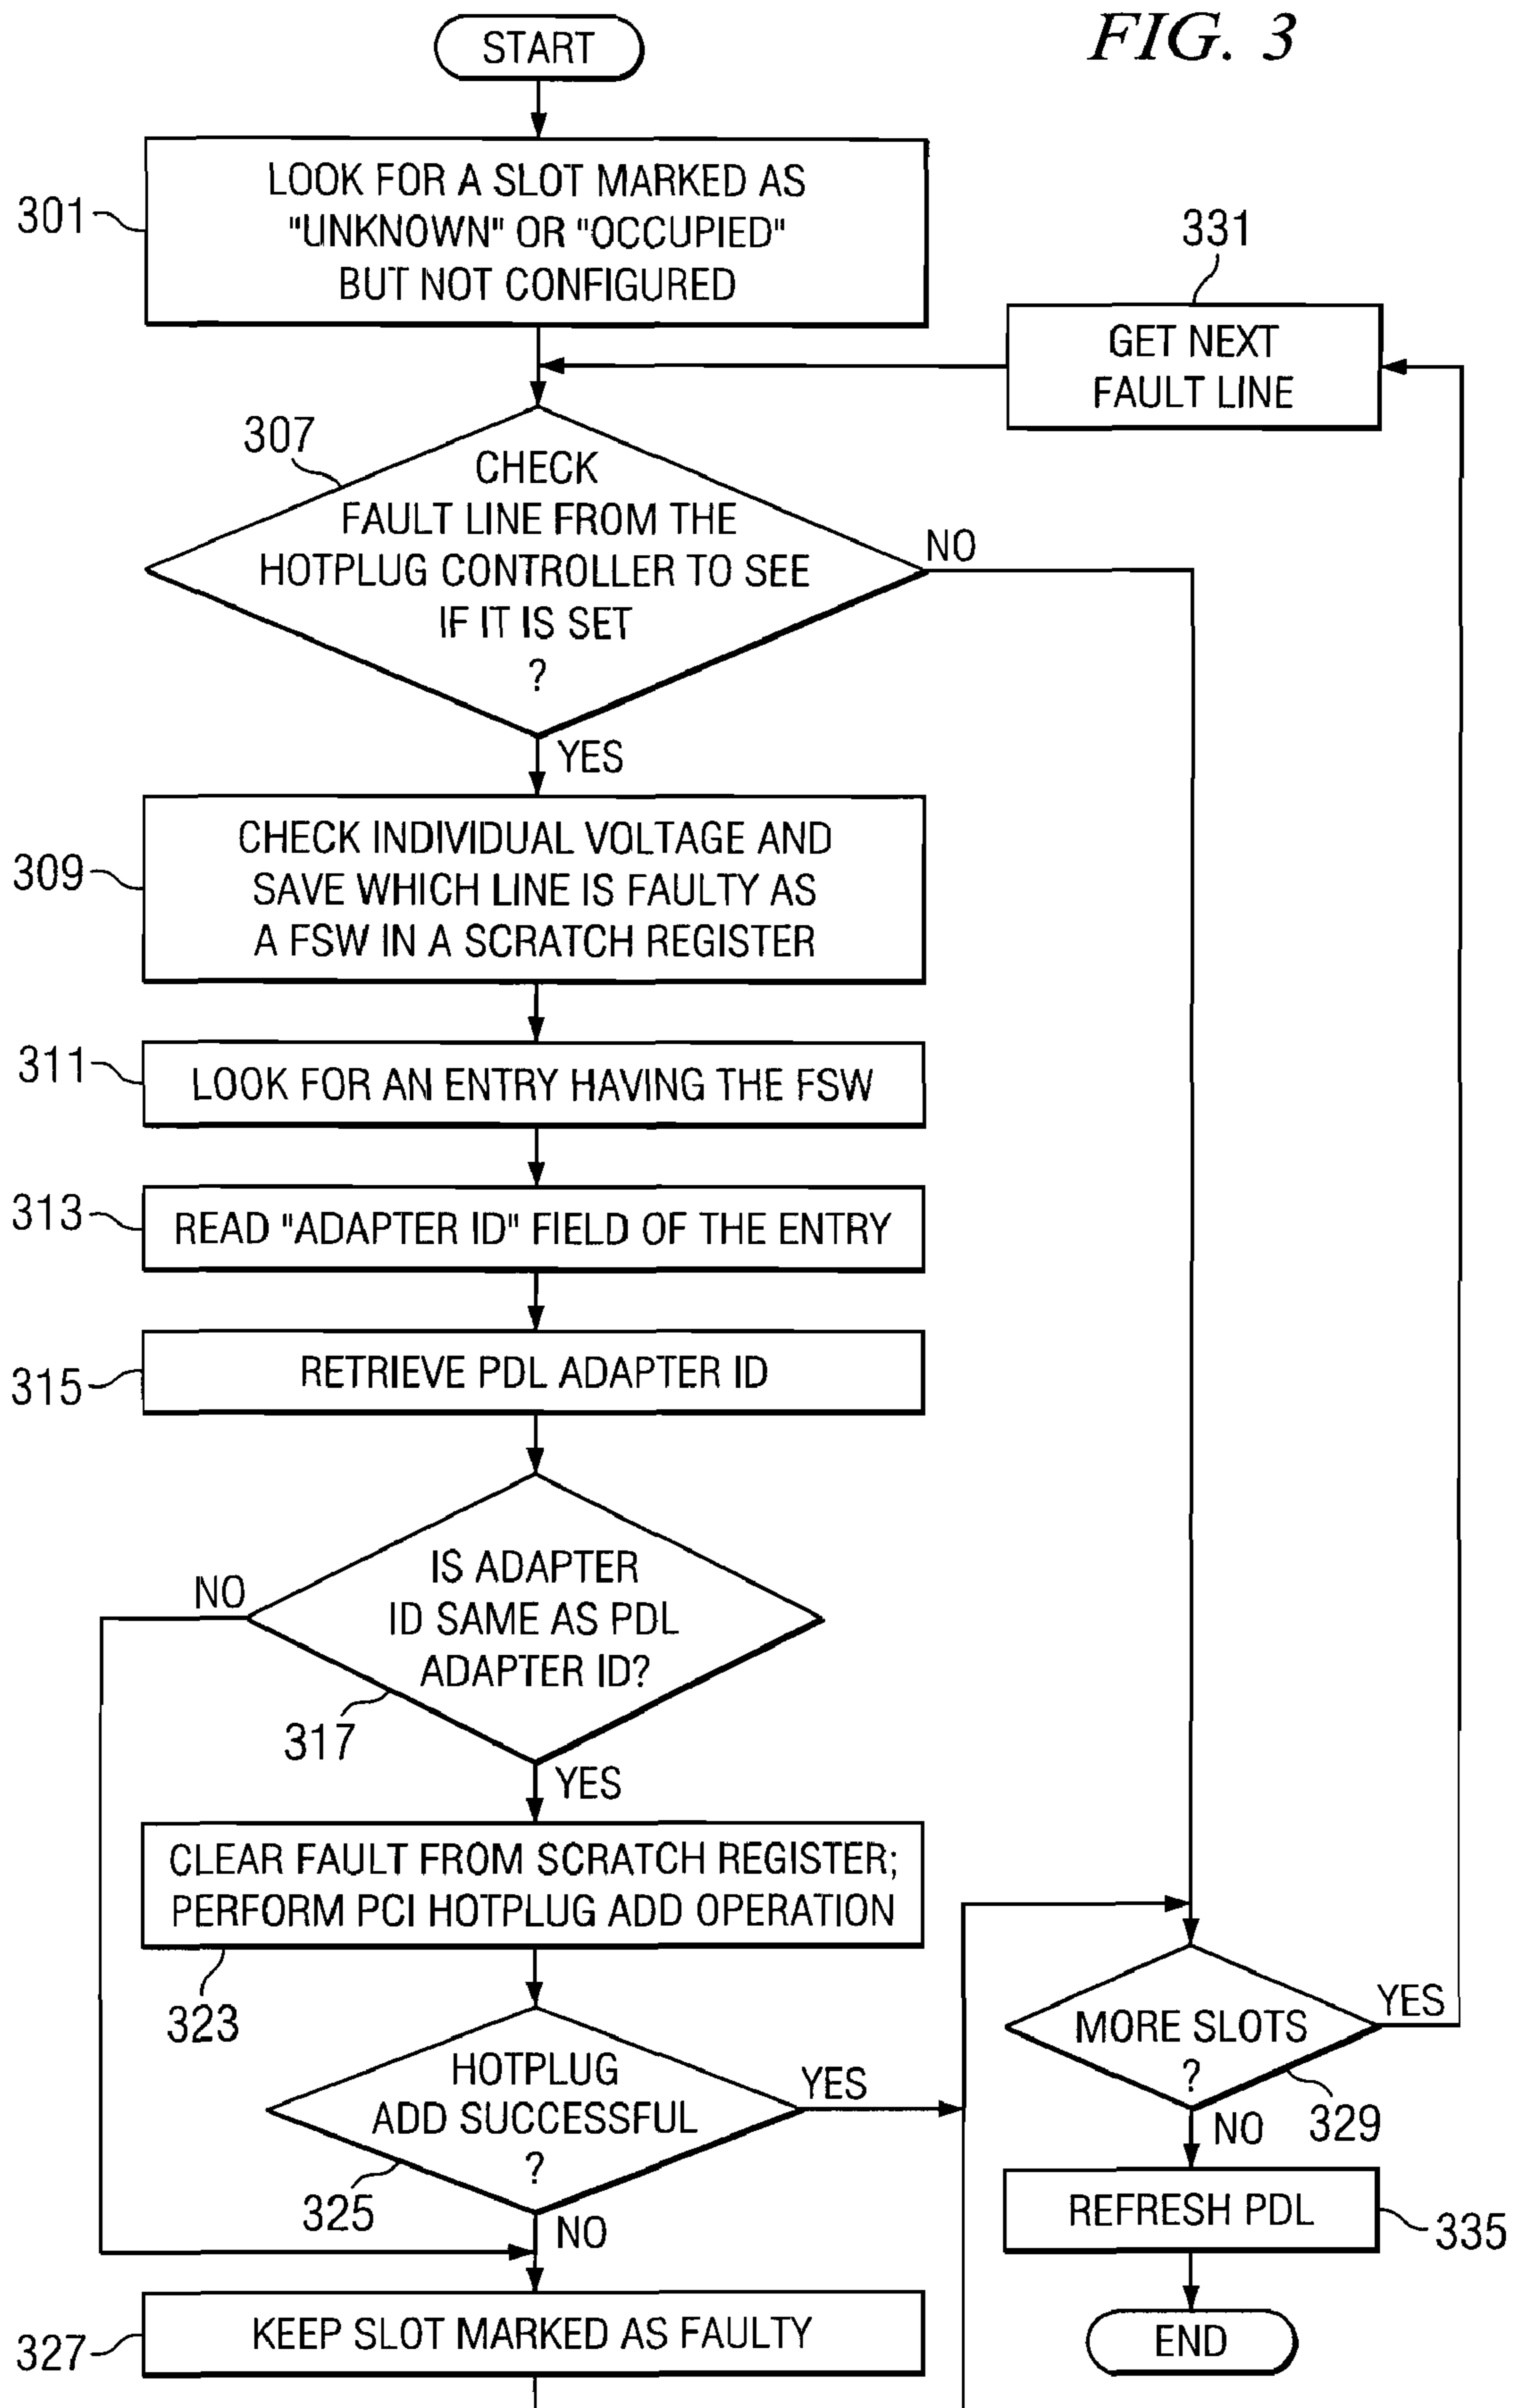 FIG. 3
START
301
LOOK FOR A SLOT MARKED AS
"UNKNOWN" OR "OCCUPIED"
BUT NOT CONFIGURED
331
GET NEXT
FAULT LINE
307
CHECK
FAULT LINE FROM THE
HOTPLUG CONTROLLER TO SEE
IF IT IS SET
?
NO
YES
309
CHECK INDIVIDUAL VOLTAGE AND
SAVE WHICH LINE IS FAULTY AS
A FSW IN A SCRATCH REGISTER
311
LOOK FOR AN ENTRY HAVING THE FSW
313
READ "ADAPTER ID" FIELD OF THE ENTRY
315
RETRIEVE PDL ADAPTER ID
NO
IS ADAPTER
ID SAME AS PDL
ADAPTER ID?
317
YES
CLEAR FAULT FROM SCRATCH REGISTER;
PERFORM PCI HOTPLUG ADD OPERATION
323
HOTPLUG
ADD SUCCESSFUL
?
YES
325
NO
327
KEEP SLOT MARKED AS FAULTY
MORE SLOTS
?
YES
329
NO
REFRESH PDL
335
END